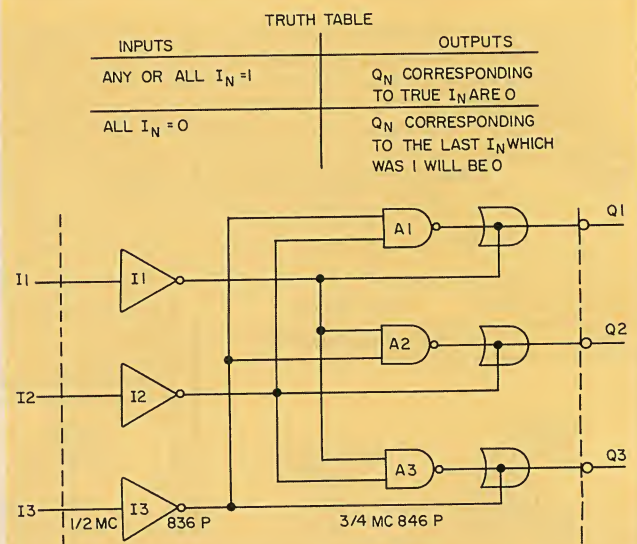 TRUTH TABLE
INPUTS OUTPUTS
ANY OR ALL I_N =1 Q_N CORRESPONDING
TO TRUE I_N ARE 0
ALL I_N = 0 Q_N CORRESPONDING
TO THE LAST I_N WHICH
WAS 1 WILL BE 0
A1 Q1
I1 I1
A2 Q2
I2 I2
A3 Q3
I3 I3
1/2 MC 836 P 3/4 MC 846 P